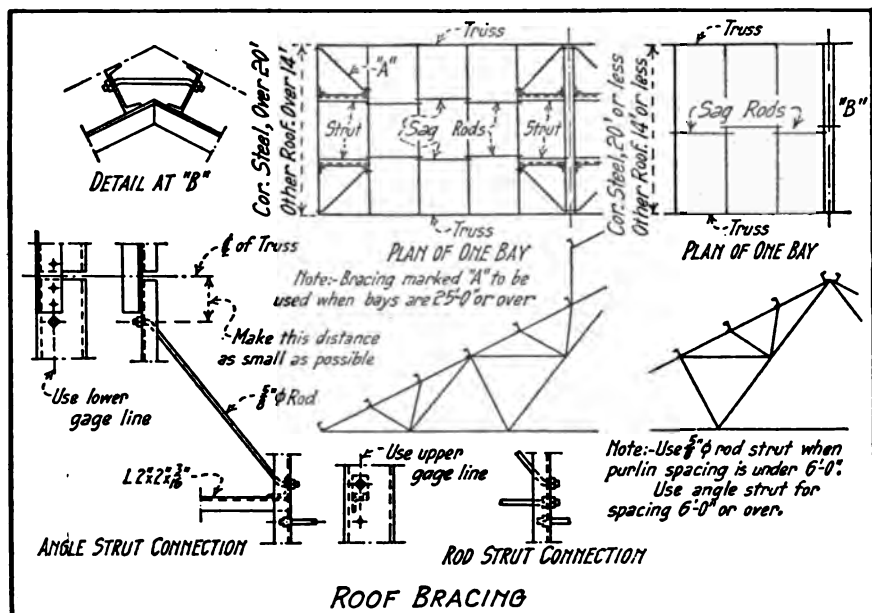 Truss
Truss
"A"
"B"
Cor. Steel, Over 20'
Other Roof. Over 14'
Strut
Sag Rods
Strut
Cor. Steel, 20' or less
Other Roof. 14' or less
Sag Rods
DETAIL AT "B"
Truss
Truss
PLAN OF ONE BAY
PLAN OF ONE BAY
℄ of Truss
Note:-Bracing marked "A" to be
used when bays are 25'-0" or over
Make this distance
as small as possible
Use lower
gage line
5/8" ϕ Rod
Use upper
gage line
Note:-Use 5/8" ϕ rod strut when
purlin spacing is under 6'-0".
Use angle strut for
spacing 6'-0" or over.
L 2"x2"x3/16"
ANGLE STRUT CONNECTION
ROD STRUT CONNECTION
ROOF BRACING